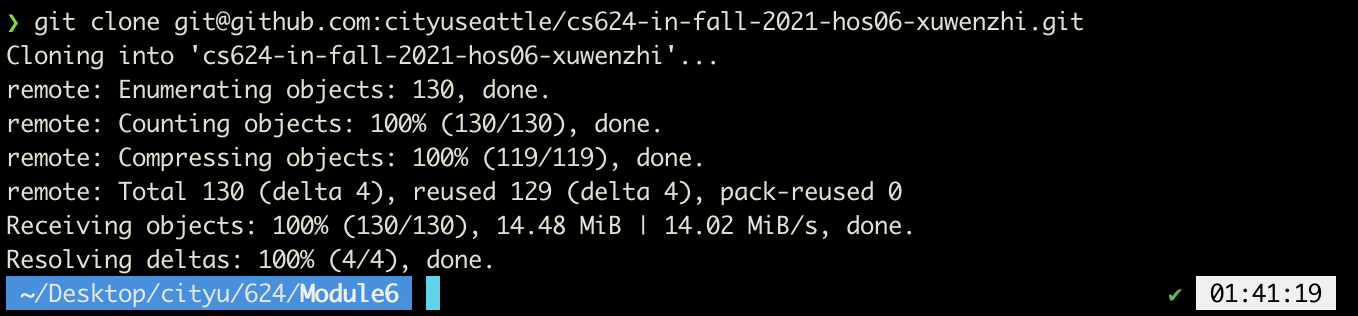 ❯ git clone git@github.com:cityuseattle/cs624-in-fall-2021-hos06-xuwenzhi.git
Cloning into 'cs624-in-fall-2021-hos06-xuwenzhi'...
remote: Enumerating objects: 130, done.
remote: Counting objects: 100% (130/130), done.
remote: Compressing objects: 100% (119/119), done.
remote: Total 130 (delta 4), reused 129 (delta 4), pack-reused 0
Receiving objects: 100% (130/130), 14.48 MiB | 14.02 MiB/s, done.
Resolving deltas: 100% (4/4), done.
~/Desktop/cityu/624/Module6 ✔ 01:41:19